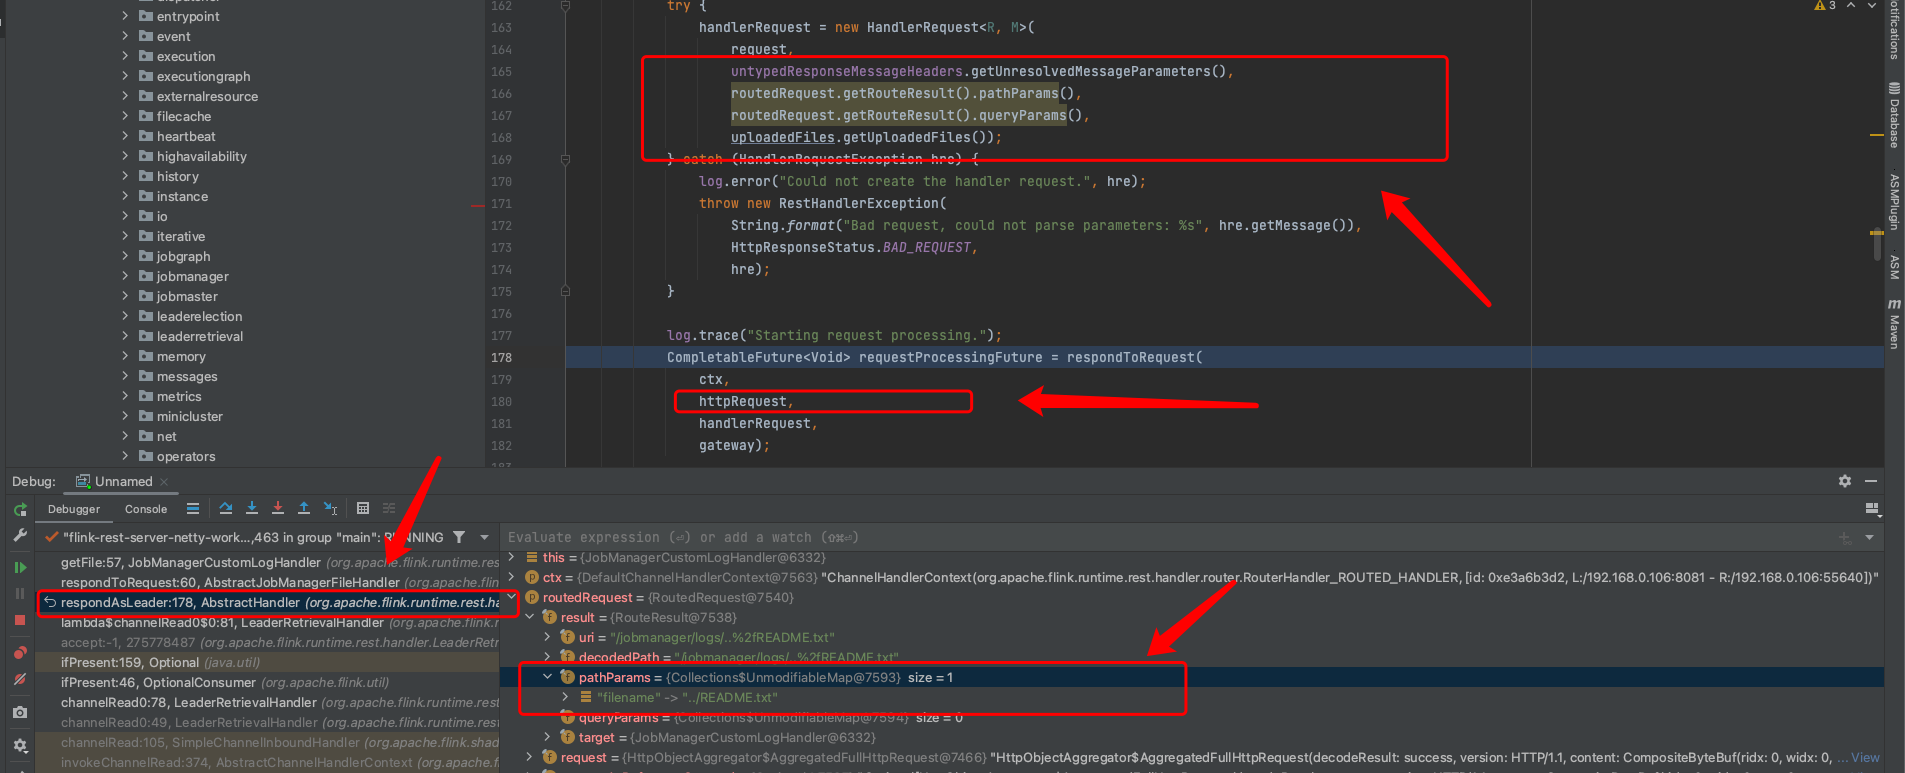 dispatcher
entrypoint
event
execution
executiongraph
externalresource
filecache
heartbeat
highavailability
history
instance
io
iterative
jobgraph
jobmanager
jobmaster
leaderelection
leaderretrieval
memory
messages
metrics
minicluster
net
operators
162 try {
163 handlerRequest = new HandlerRequest<R, M>(
164 request,
165 untypedResponseMessageHeaders.getUnresolvedMessageParameters(),
166 routedRequest.getRouteResult().pathParams(),
167 routedRequest.getRouteResult().queryParams(),
168 uploadedFiles.getUploadedFiles());
169 } catch (HandlerRequestException hre) {
170 log.error("Could not create the handler request.", hre);
171 throw new RestHandlerException(
172 String.format("Bad request, could not parse parameters: %s", hre.getMessage()),
173 HttpResponseStatus.BAD_REQUEST,
174 hre);
175 }
176
177 log.trace("Starting request processing.");
178 CompletableFuture<Void> requestProcessingFuture = respondToRequest(
179 ctx,
180 httpRequest,
181 handlerRequest,
182 gateway);
183
3
Notifications
Database
ASMPlugin
ASM
m Maven
Debug: Unnamed
Debugger Console
"flink-rest-server-netty-work...,463 in group "main": RUNNING
getFile:57, JobManagerCustomLogHandler (org.apache.flink.runtime.res
respondToRequest:60, AbstractJobManagerFileHandler (org.apache.flink
respondAsLeader:178, AbstractHandler (org.apache.flink.runtime.rest.ha
lambda$channelRead0$0:81, LeaderRetrievalHandler (org.apache.flink.ru
accept:-1, 275778487 (org.apache.flink.runtime.rest.handler.LeaderRetr
ifPresent:159, Optional (java.util)
ifPresent:46, OptionalConsumer (org.apache.flink.util)
channelRead0:78, LeaderRetrievalHandler (org.apache.flink.runtime.rest
channelRead0:49, LeaderRetrievalHandler (org.apache.flink.runtime.rest
channelRead:105, SimpleChannelInboundHandler (org.apache.flink.shad
invokeChannelRead:374, AbstractChannelHandlerContext (org.apache.f
Evaluate expression (⏎) or add a watch (⇧⌘⏎)
this = {JobManagerCustomLogHandler@6332}
ctx = {DefaultChannelHandlerContext@7563} "ChannelHandlerContext(org.apache.flink.runtime.rest.handler.router.RouterHandler_ROUTED_HANDLER, [id: 0xe3a6b3d2, L:/192.168.0.106:8081 - R:/192.168.0.106:55640])"
routedRequest = {RoutedRequest@7540}
result = {RouteResult@7538}
uri = "/jobmanager/logs/..%2fREADME.txt"
decodedPath = "/jobmanager/logs/..%2fREADME.txt"
pathParams = {Collections$UnmodifiableMap@7593} size = 1
"filename" -> "../README.txt"
queryParams = {Collections$UnmodifiableMap@7594} size = 0
target = {JobManagerCustomLogHandler@6332}
request = {HttpObjectAggregator$AggregatedFullHttpRequest@7466} "HttpObjectAggregator$AggregatedFullHttpRequest(decodeResult: success, version: HTTP/1.1, content: CompositeByteBuf(ridx: 0, widx: 0, ... View